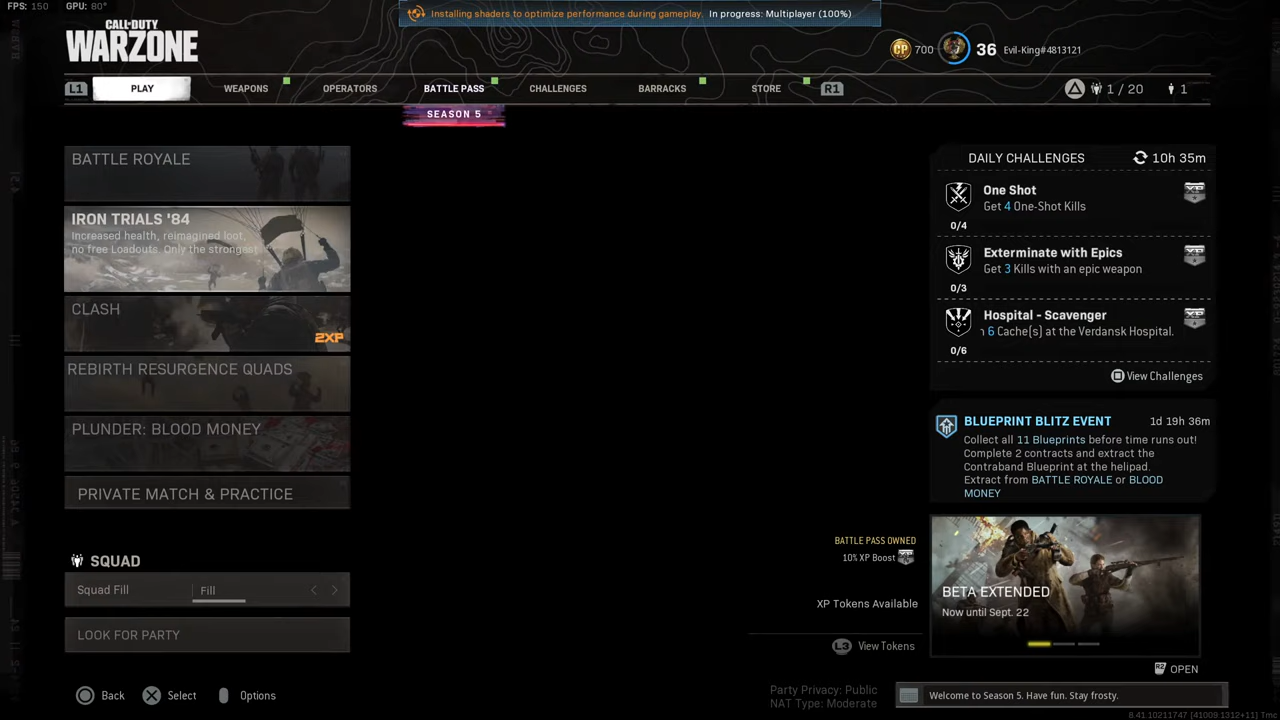 FPS: 150 GPU: 80°
Installing shaders to optimize performance during gameplay. In progress: Multiplayer (100%)
CALL OF DUTY
WARZONE
CP 700 36 Evil-King#4813121
L1 PLAY WEAPONS OPERATORS BATTLE PASS CHALLENGES BARRACKS STORE R1 1 / 20 1
SEASON 5
BATTLE ROYALE
IRON TRIALS '84
Increased health, reimagined loot,
no free Loadouts. Only the strongest
CLASH
2XP
REBIRTH RESURGENCE QUADS
PLUNDER: BLOOD MONEY
PRIVATE MATCH & PRACTICE
SQUAD
Squad Fill Fill
LOOK FOR PARTY
Back Select Options
DAILY CHALLENGES 10h 35m
One Shot
Get 4 One-Shot Kills
0/4
Exterminate with Epics
Get 3 Kills with an epic weapon
0/3
Hospital - Scavenger
n 6 Cache(s) at the Verdansk Hospital.
0/6
View Challenges
BLUEPRINT BLITZ EVENT 1d 19h 36m
Collect all 11 Blueprints before time runs out!
Complete 2 contracts and extract the
Contraband Blueprint at the helipad.
Extract from BATTLE ROYALE or BLOOD
MONEY
BATTLE PASS OWNED
10% XP Boost
XP Tokens Available
L3 View Tokens
BETA EXTENDED
Now until Sept. 22
OPEN
Party Privacy: Public
NAT Type: Moderate
Welcome to Season 5. Have fun. Stay frosty.
8.41.10211747 [41009.1312+11] Tmc